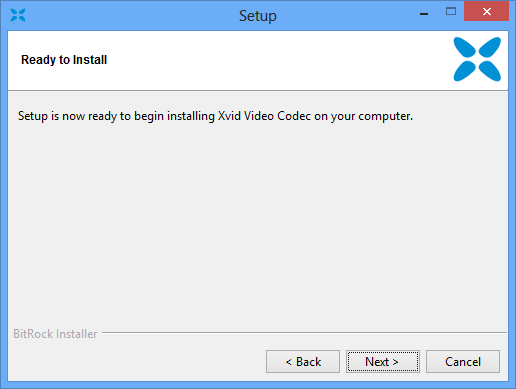 Setup
Ready to Install
Setup is now ready to begin installing Xvid Video Codec on your computer.
BitRock Installer
< Back
Next >
Cancel